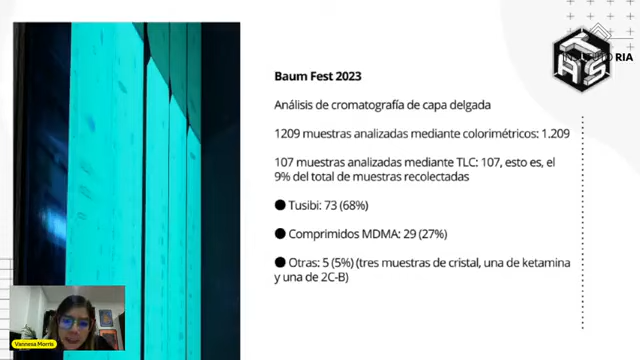 Baum Fest 2023
Análisis de cromatografía de capa delgada
1209 muestras analizadas mediante colorimétricos: 1.209
107 muestras analizadas mediante TLC: 107, esto es, el
9% del total de muestras recolectadas
● Tusibi: 73 (68%)
● Comprimidos MDMA: 29 (27%)
● Otras: 5 (5%) (tres muestras de cristal, una de ketamina
y una de 2C-B)
RIA
Vannesa Morris